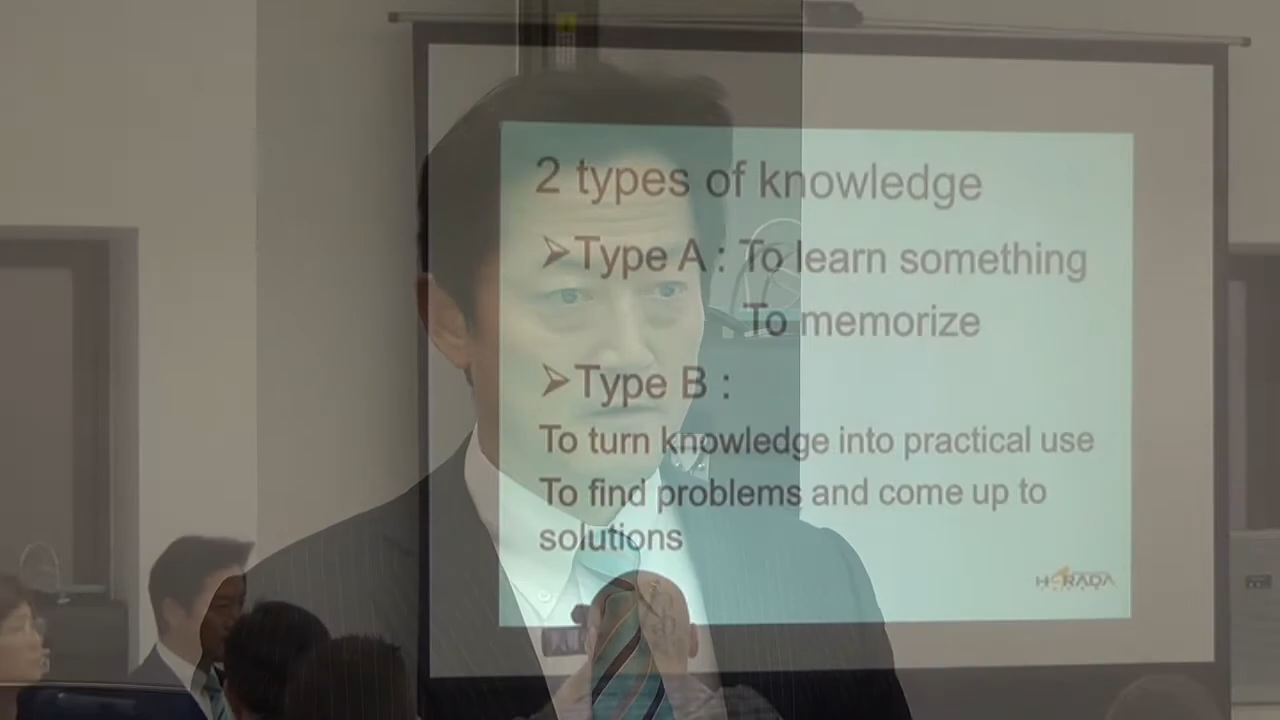 2 types of knowledge
➢Type A : To learn something
To memorize
➢Type B :
To turn knowledge into practical use
To find problems and come up to
solutions
HARADA